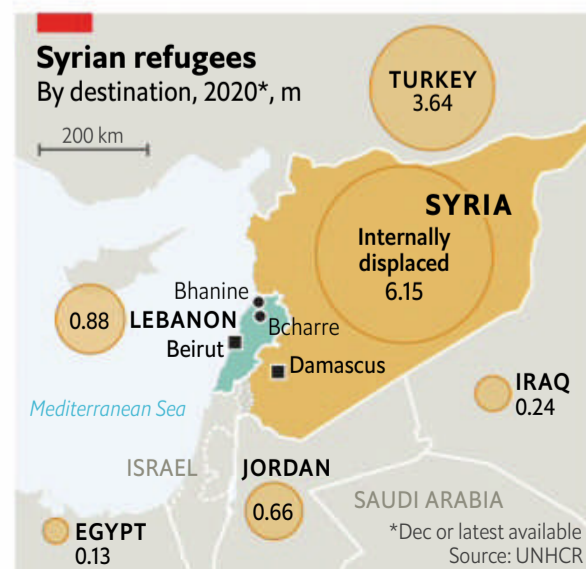 Syrian refugees
By destination, 2020*, m
200 km
TURKEY
3.64
SYRIA
Internally
displaced
6.15
Bhanine
0.88
LEBANON
Bcharre
Beirut
Damascus
IRAQ
0.24
Mediterranean Sea
ISRAEL
JORDAN
0.66
SAUDI ARABIA
EGYPT
0.13
*Dec or latest available
Source: UNHCR